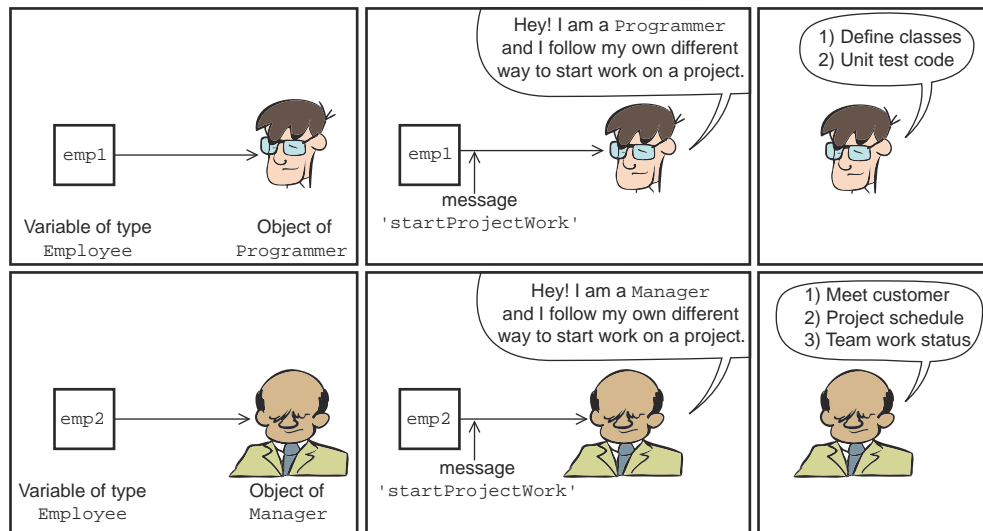 emp1
Variable of type
Employee
Object of
Programmer
Hey! I am a Programmer
and I follow my own different
way to start work on a project.
emp1
message
'startProjectWork'
1) Define classes
2) Unit test code
emp2
Variable of type
Employee
Object of
Manager
Hey! I am a Manager
and I follow my own different
way to start work on a project.
emp2
message
'startProjectWork'
1) Meet customer
2) Project schedule
3) Team work status